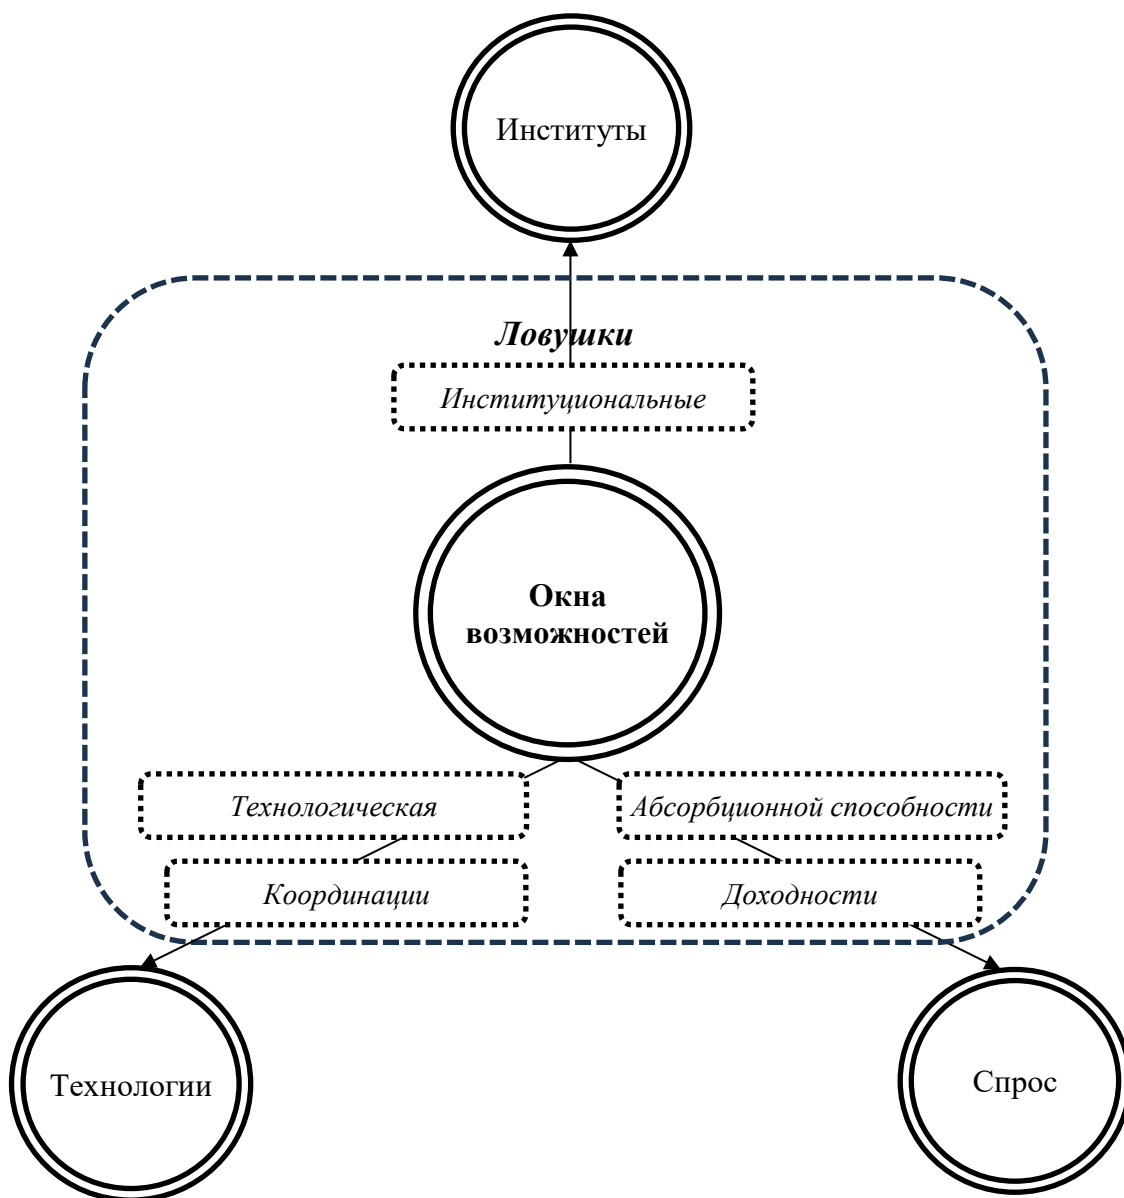 Институты
Ловушки
Институциональные
Окна
возможностей
Технологическая
Абсорбционной способности
Координации
Доходности
Технологии
Спрос